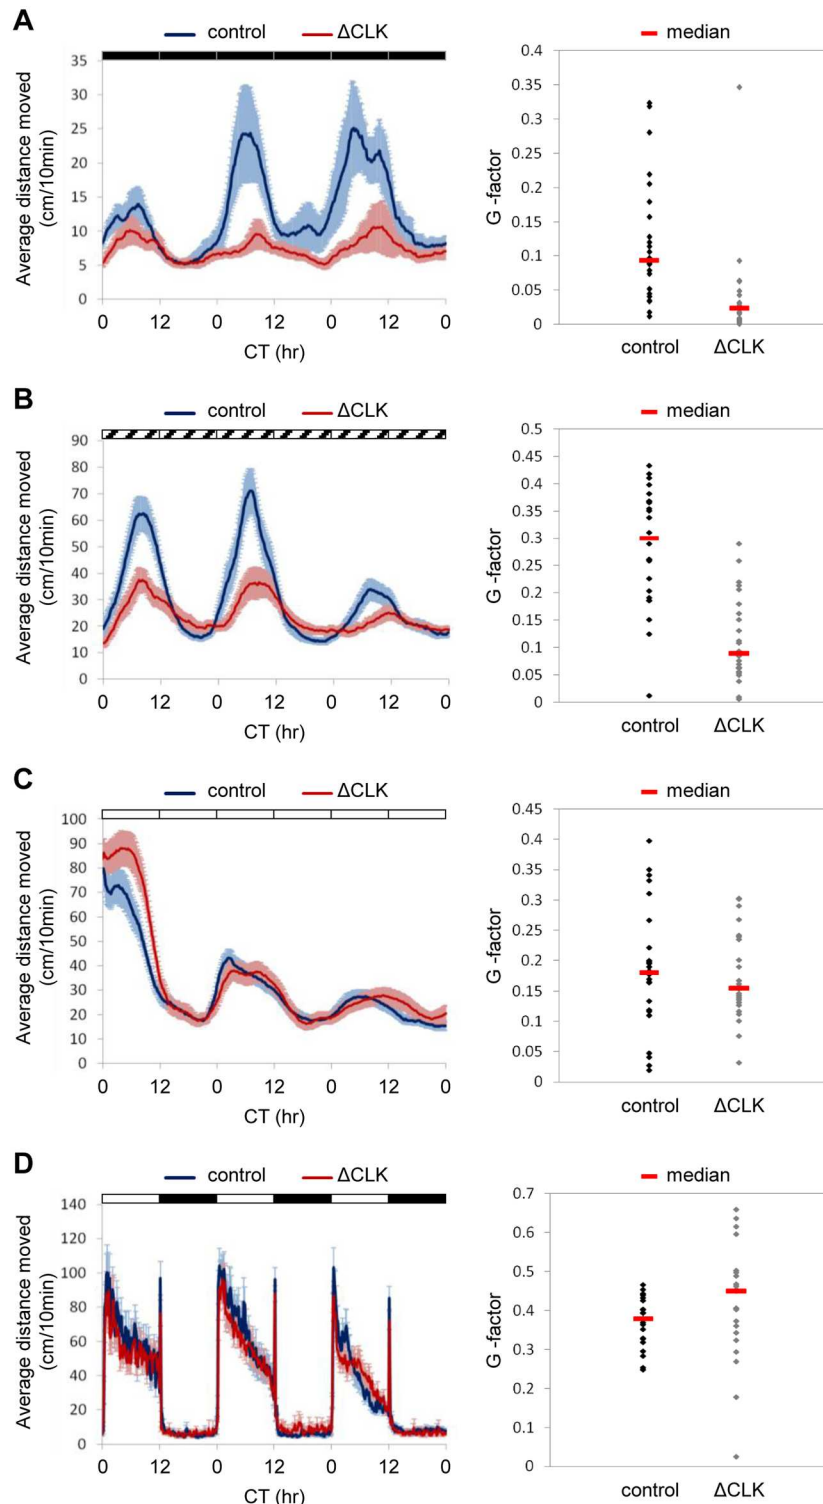 A
control ΔCLK
35
30
25
20
15
10
5
0
Average distance moved
(cm/10min)
0 12 0 12 0 12 0
CT (hr)
median
0.4
0.35
0.3
0.25
0.2
0.15
0.1
0.05
0
G -factor
control ΔCLK
B
control ΔCLK
90
80
70
60
50
40
30
20
10
0
Average distance moved
(cm/10min)
0 12 0 12 0 12 0
CT (hr)
median
0.5
0.45
0.4
0.35
0.3
0.25
0.2
0.15
0.1
0.05
0
G -factor
control ΔCLK
C
control ΔCLK
100
90
80
70
60
50
40
30
20
10
0
Average distance moved
(cm/10min)
0 12 0 12 0 12 0
CT (hr)
median
0.45
0.4
0.35
0.3
0.25
0.2
0.15
0.1
0.05
0
G -factor
control ΔCLK
D
control ΔCLK
140
120
100
80
60
40
20
0
Average distance moved
(cm/10min)
0 12 0 12 0 12 0
CT (hr)
median
0.7
0.6
0.5
0.4
0.3
0.2
0.1
0
G -factor
control ΔCLK